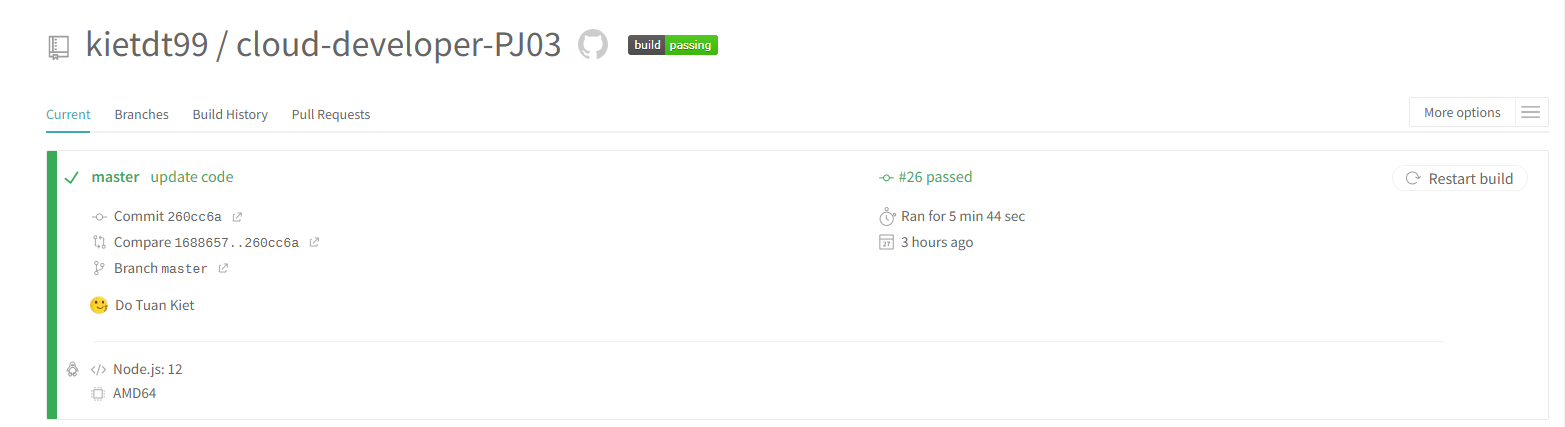 kietdt99 / cloud-developer-PJ03 build passing
Current Branches Build History Pull Requests More options
master update code #26 passed Restart build
Commit 260cc6a Ran for 5 min 44 sec
Compare 1688657..260cc6a 27 3 hours ago
Branch master
Do Tuan Kiet
</> Node.js: 12
AMD64